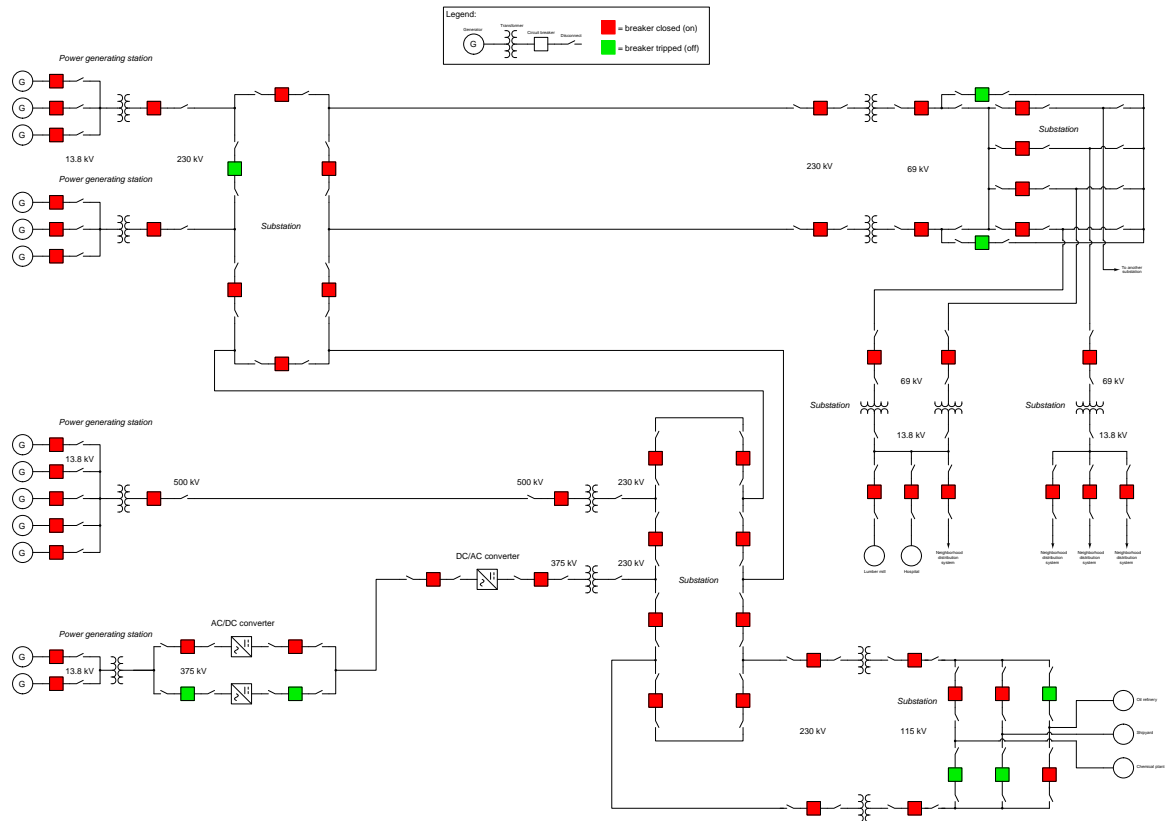 Legend:
Generator
Transformer
Circuit breaker
Disconnect
G
= breaker closed (on)
= breaker tripped (off)
Power generating station
G
G
G
13.8 kV
230 kV
Power generating station
G
G
G
Substation
230 kV
69 kV
Substation
To another
substation
Power generating station
G
G
G
G
G
13.8 kV
500 kV
500 kV
230 kV
DC/AC converter
375 kV
230 kV
Substation
Power generating station
G
G
13.8 kV
AC/DC converter
375 kV
Substation
69 kV
13.8 kV
Lumber mill
Hospital
Neighborhood
distribution
system
Substation
69 kV
13.8 kV
Neighborhood
distribution
system
Neighborhood
distribution
system
Neighborhood
distribution
system
230 kV
Substation
115 kV
Oil refinery
Shipyard
Chemical plant